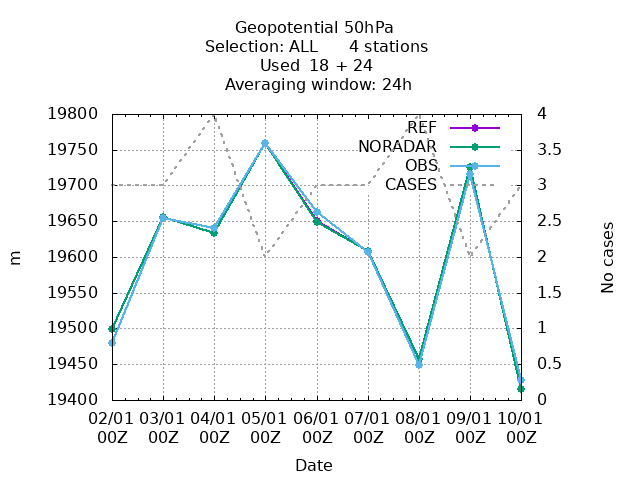 Geopotential 50hPa
Selection: ALL      4 stations
Used  18 + 24
Averaging window: 24h
19800
19750
19700
19650
19600
19550
19500
19450
19400
m
REF
NORADAR
OBS
CASES
4
3.5
3
2.5
2
1.5
1
0.5
0
No cases
02/01 03/01 04/01 05/01 06/01 07/01 08/01 09/01 10/01
00Z 00Z 00Z 00Z 00Z 00Z 00Z 00Z 00Z
Date